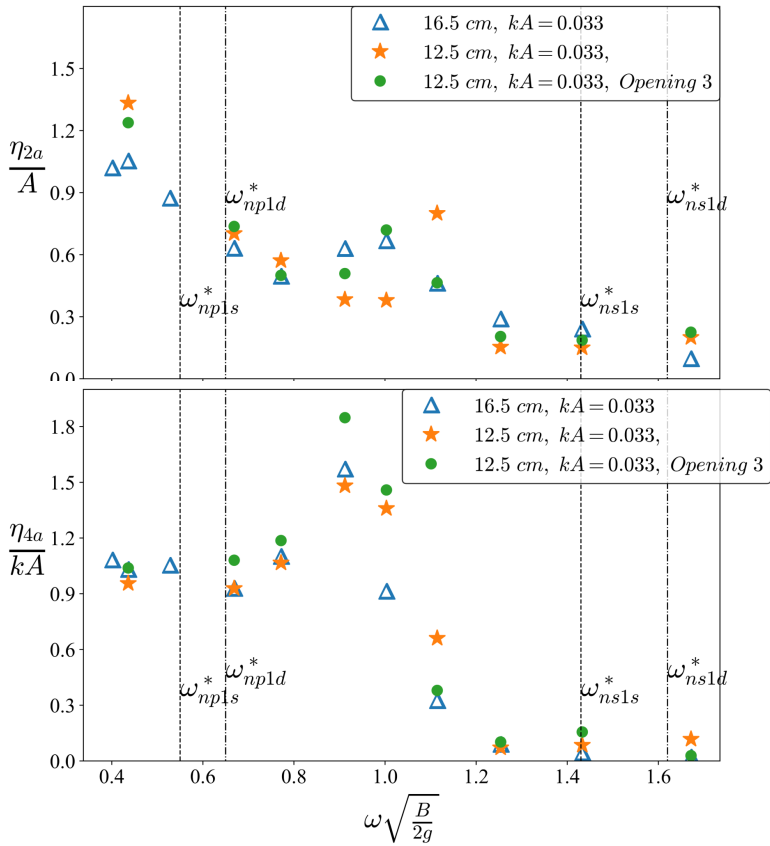 16.5 cm, kA = 0.033
12.5 cm, kA = 0.033,
12.5 cm, kA = 0.033, Opening 3
1.5
1.2
0.9
0.6
0.3
0.0
η2a/A
ω*np1s
ω*np1d
ω*ns1s
ω*ns1d
16.5 cm, kA = 0.033
12.5 cm, kA = 0.033,
12.5 cm, kA = 0.033, Opening 3
1.8
1.5
1.2
0.9
0.6
0.3
0.0
η4a/kA
ω*np1s
ω*np1d
ω*ns1s
ω*ns1d
0.4 0.6 0.8 1.0 1.2 1.4 1.6
ω√(B/2g)